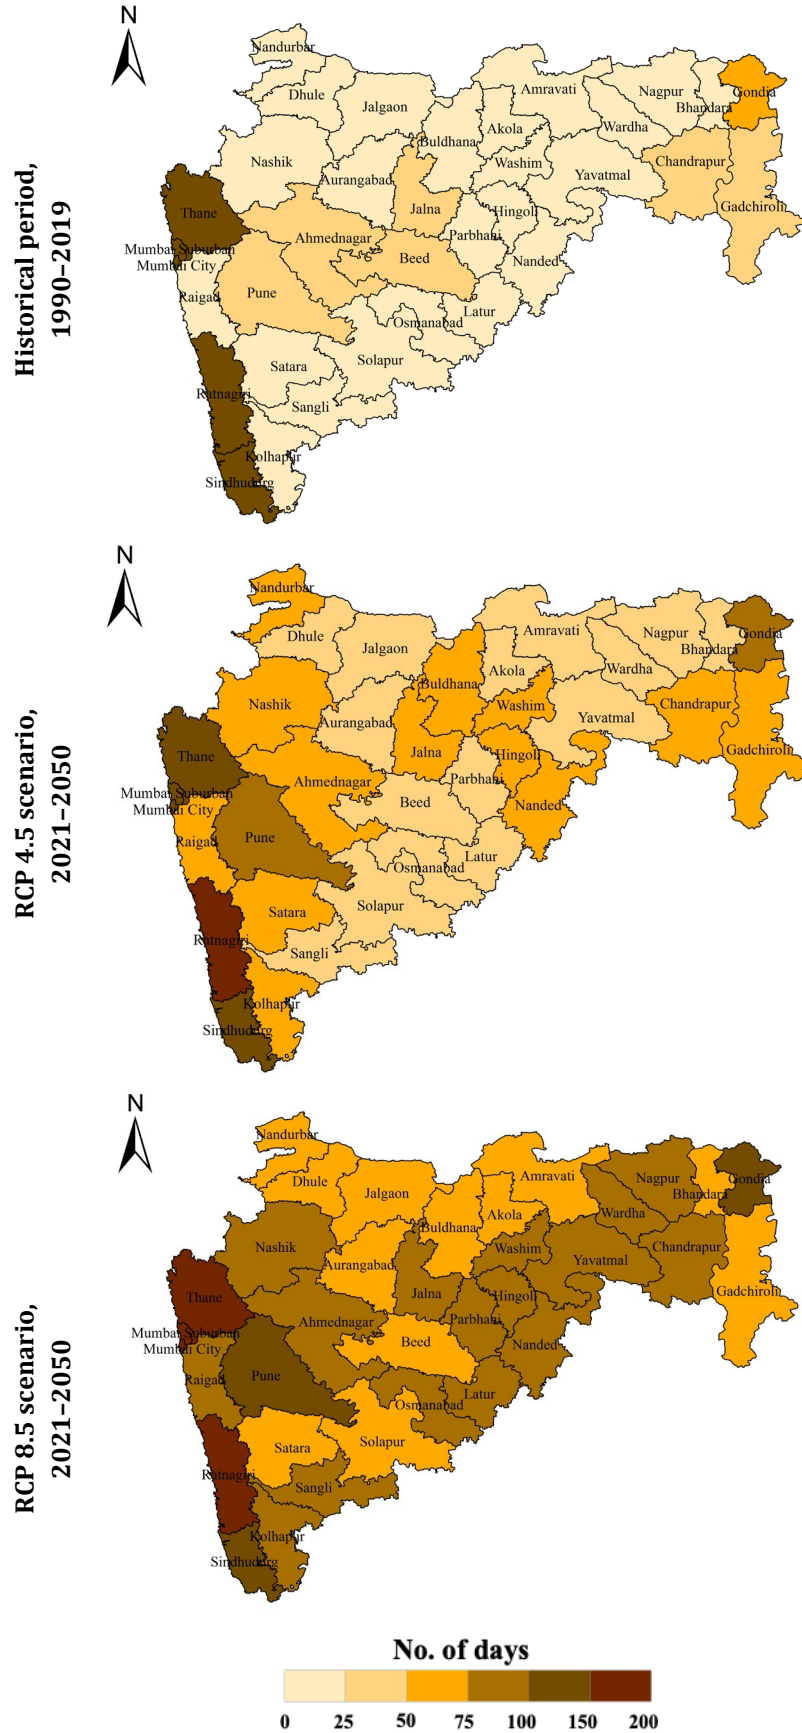 N
Historical period,
1990–2019
Nandurbar
Dhule
Jalgaon
Amravati
Nagpur
Gondia
Bhandara
Buldhana
Akola
Wardha
Nashik
Aurangabad
Washim
Yavatmal
Chandrapur
Thane
Jalna
Hingoli
Gadchiroli
Mumbai Suburban
Mumbai City
Ahmednagar
Parbhani
Beed
Nanded
Raigad
Pune
Latur
Osmanabad
Satara
Solapur
Ratnagiri
Sangli
Kolhapur
Sindhudurg
N
RCP 4.5 scenario,
2021–2050
Nandurbar
Dhule
Jalgaon
Amravati
Nagpur
Gondia
Bhandara
Buldhana
Akola
Wardha
Nashik
Aurangabad
Washim
Yavatmal
Chandrapur
Thane
Jalna
Hingoli
Gadchiroli
Mumbai Suburban
Mumbai City
Ahmednagar
Parbhani
Beed
Nanded
Raigad
Pune
Latur
Osmanabad
Satara
Solapur
Ratnagiri
Sangli
Kolhapur
Sindhudurg
N
RCP 8.5 scenario,
2021–2050
Nandurbar
Dhule
Jalgaon
Amravati
Nagpur
Gondia
Bhandara
Buldhana
Akola
Wardha
Nashik
Aurangabad
Washim
Yavatmal
Chandrapur
Thane
Jalna
Hingoli
Gadchiroli
Mumbai Suburban
Mumbai City
Ahmednagar
Parbhani
Beed
Nanded
Raigad
Pune
Latur
Osmanabad
Satara
Solapur
Ratnagiri
Sangli
Kolhapur
Sindhudurg
No. of days
0 25 50 75 100 150 200